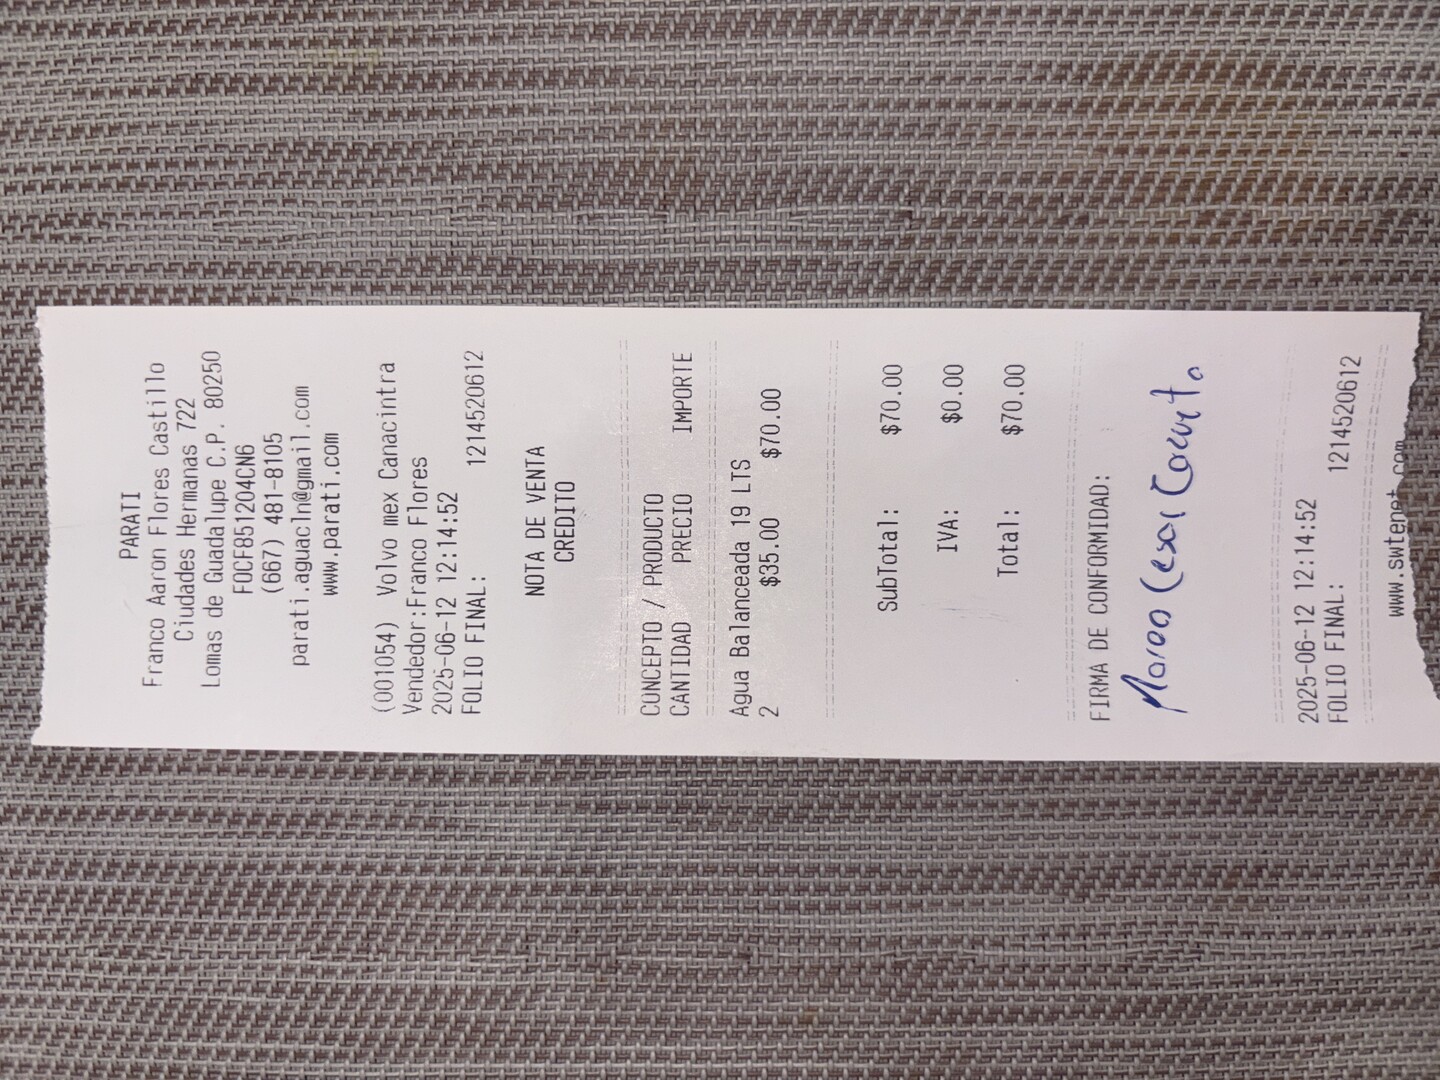 PARATI
Franco Aaron Flores Castillo
Ciudades Hermanas 722
Lomas de Guadalupe C.P. 80250
FOCF851204CN6
(667) 481-8105
parati.aguacln@gmail.com
www.parati.com
(001054) Volvo mex Canacintra
Vendedor:Franco Flores
2025-06-12 12:14:52
FOLIO FINAL: 1214520612
NOTA DE VENTA
CREDITO
CONCEPTO / PRODUCTO
CANTIDAD PRECIO IMPORTE
Agua Balanceada 19 LTS
2 $35.00 $70.00
SubTotal: $70.00
IVA: $0.00
Total: $70.00
FIRMA DE CONFORMIDAD:
2025-06-12 12:14:52
FOLIO FINAL: 1214520612
www.swtenet.com